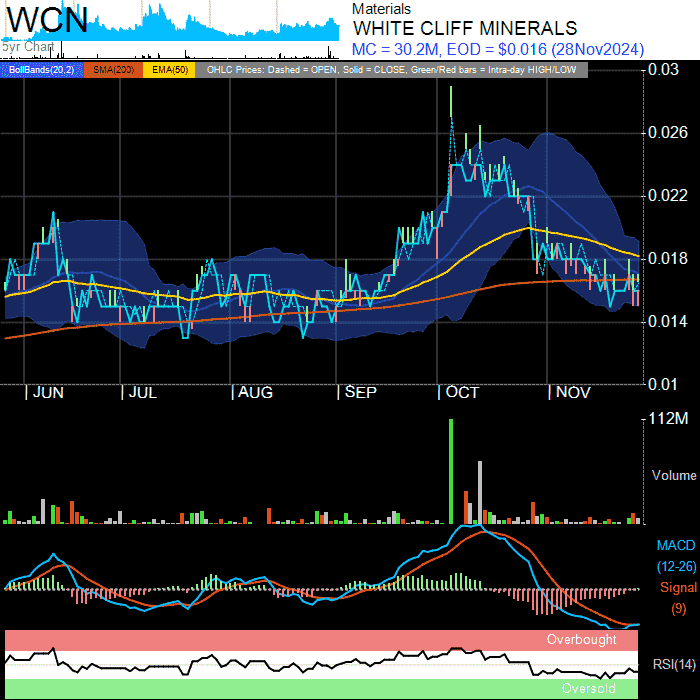 WCN
5yr Chart
Materials
WHITE CLIFF MINERALS
MC = 30.2M, EOD = $0.016 (28Nov2024)
BollBands(20,2) SMA(200) EMA(50) OHLC Prices: Dashed = OPEN, Solid = CLOSE, Green/Red bars = Intra-day HIGH/LOW
0.03
0.026
0.022
0.018
0.014
0.01
JUN JUL AUG SEP OCT NOV
112M
Volume
MACD
(12-26)
Signal
(9)
Overbought
RSI(14)
Oversold